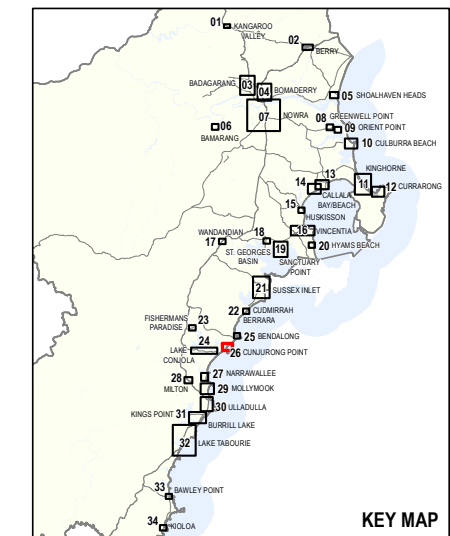 01 KANGAROO
VALLEY
02
BERRY
BADAGARANG
03
04 BOMADERRY
05 SHOALHAVEN HEADS
06
BAMARANG
07 NOWRA
08 GREENWELL POINT
09 ORIENT POINT
10 CULBURRA BEACH
KINGHORNE
11
12 CURRARONG
13
14 CALLALA
BAY/BEACH
15
HUSKISSON
16 VINCENTIA
WANDANDIAN
17
18
ST. GEORGES
BASIN
19
SANCTUARY
POINT
20 HYAMS BEACH
21 SUSSEX INLET
22 CUDMIRRAH
BERRARA
FISHERMANS
PARADISE
23
24
LAKE
CONJOLA
25 BENDALONG
26 CUNJURONG POINT
27 NARRAWALLEE
28
MILTON
29 MOLLYMOOK
30 ULLADULLA
KINGS POINT 31
BURRILL LAKE
32 LAKE TABOURIE
33 BAWLEY POINT
34 KIOLOA
KEY MAP